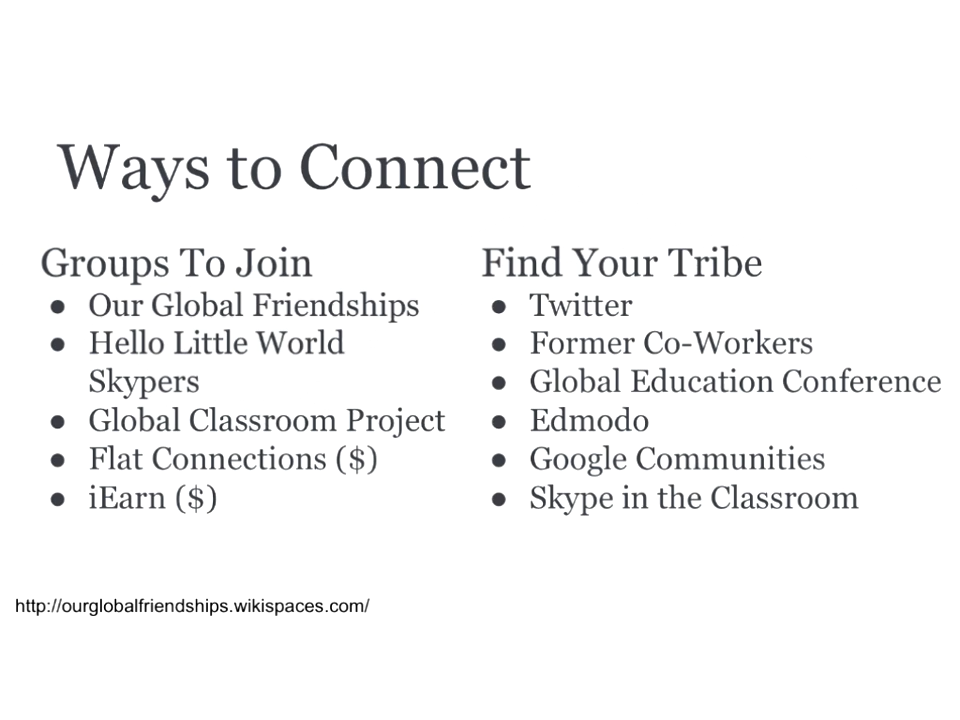 Ways to Connect
Groups To Join
● Our Global Friendships
● Hello Little World
Skypers
● Global Classroom Project
● Flat Connections ($)
● iEarn ($)
Find Your Tribe
● Twitter
● Former Co-Workers
● Global Education Conference
● Edmodo
● Google Communities
● Skype in the Classroom
http://ourglobalfriendships.wikispaces.com/